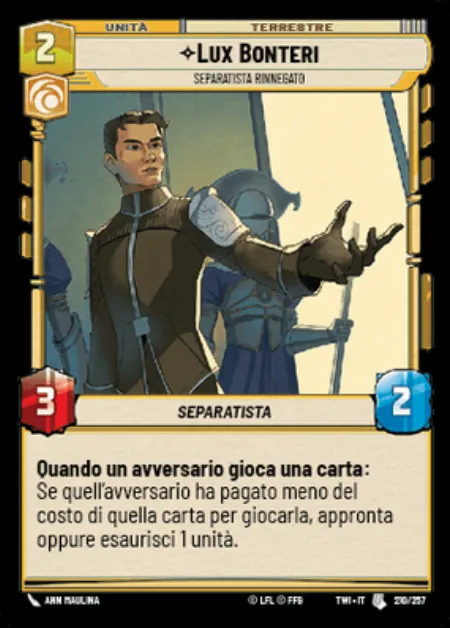 2
UNITÀ
TERRESTRE
Lux Bonteri
SEPARATISTA RINNEGATO
3
SEPARATISTA
2
Quando un avversario gioca una carta:
Se quell'avversario ha pagato meno del
costo di quella carta per giocarla, appronta
oppure esaurisci 1 unità.
ANN MAULINA
© LFL ℗ FFG
TWI • IT
210/257